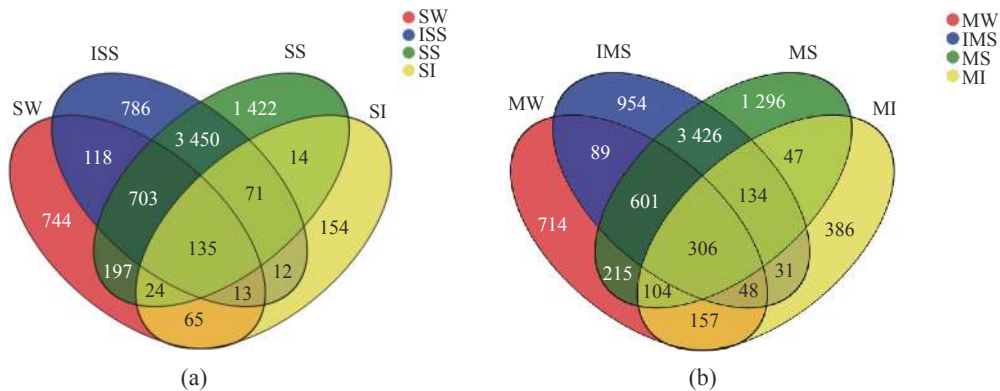 SW
ISS
SS
SI
ISS
SS
SW
SI
786
1 422
3 450
118
14
703
71
744
154
135
197
12
24
13
65
(a)
MW
IMS
MS
MI
IMS
MS
MW
MI
954
1 296
3 426
89
47
601
134
714
386
306
215
31
104
48
157
(b)